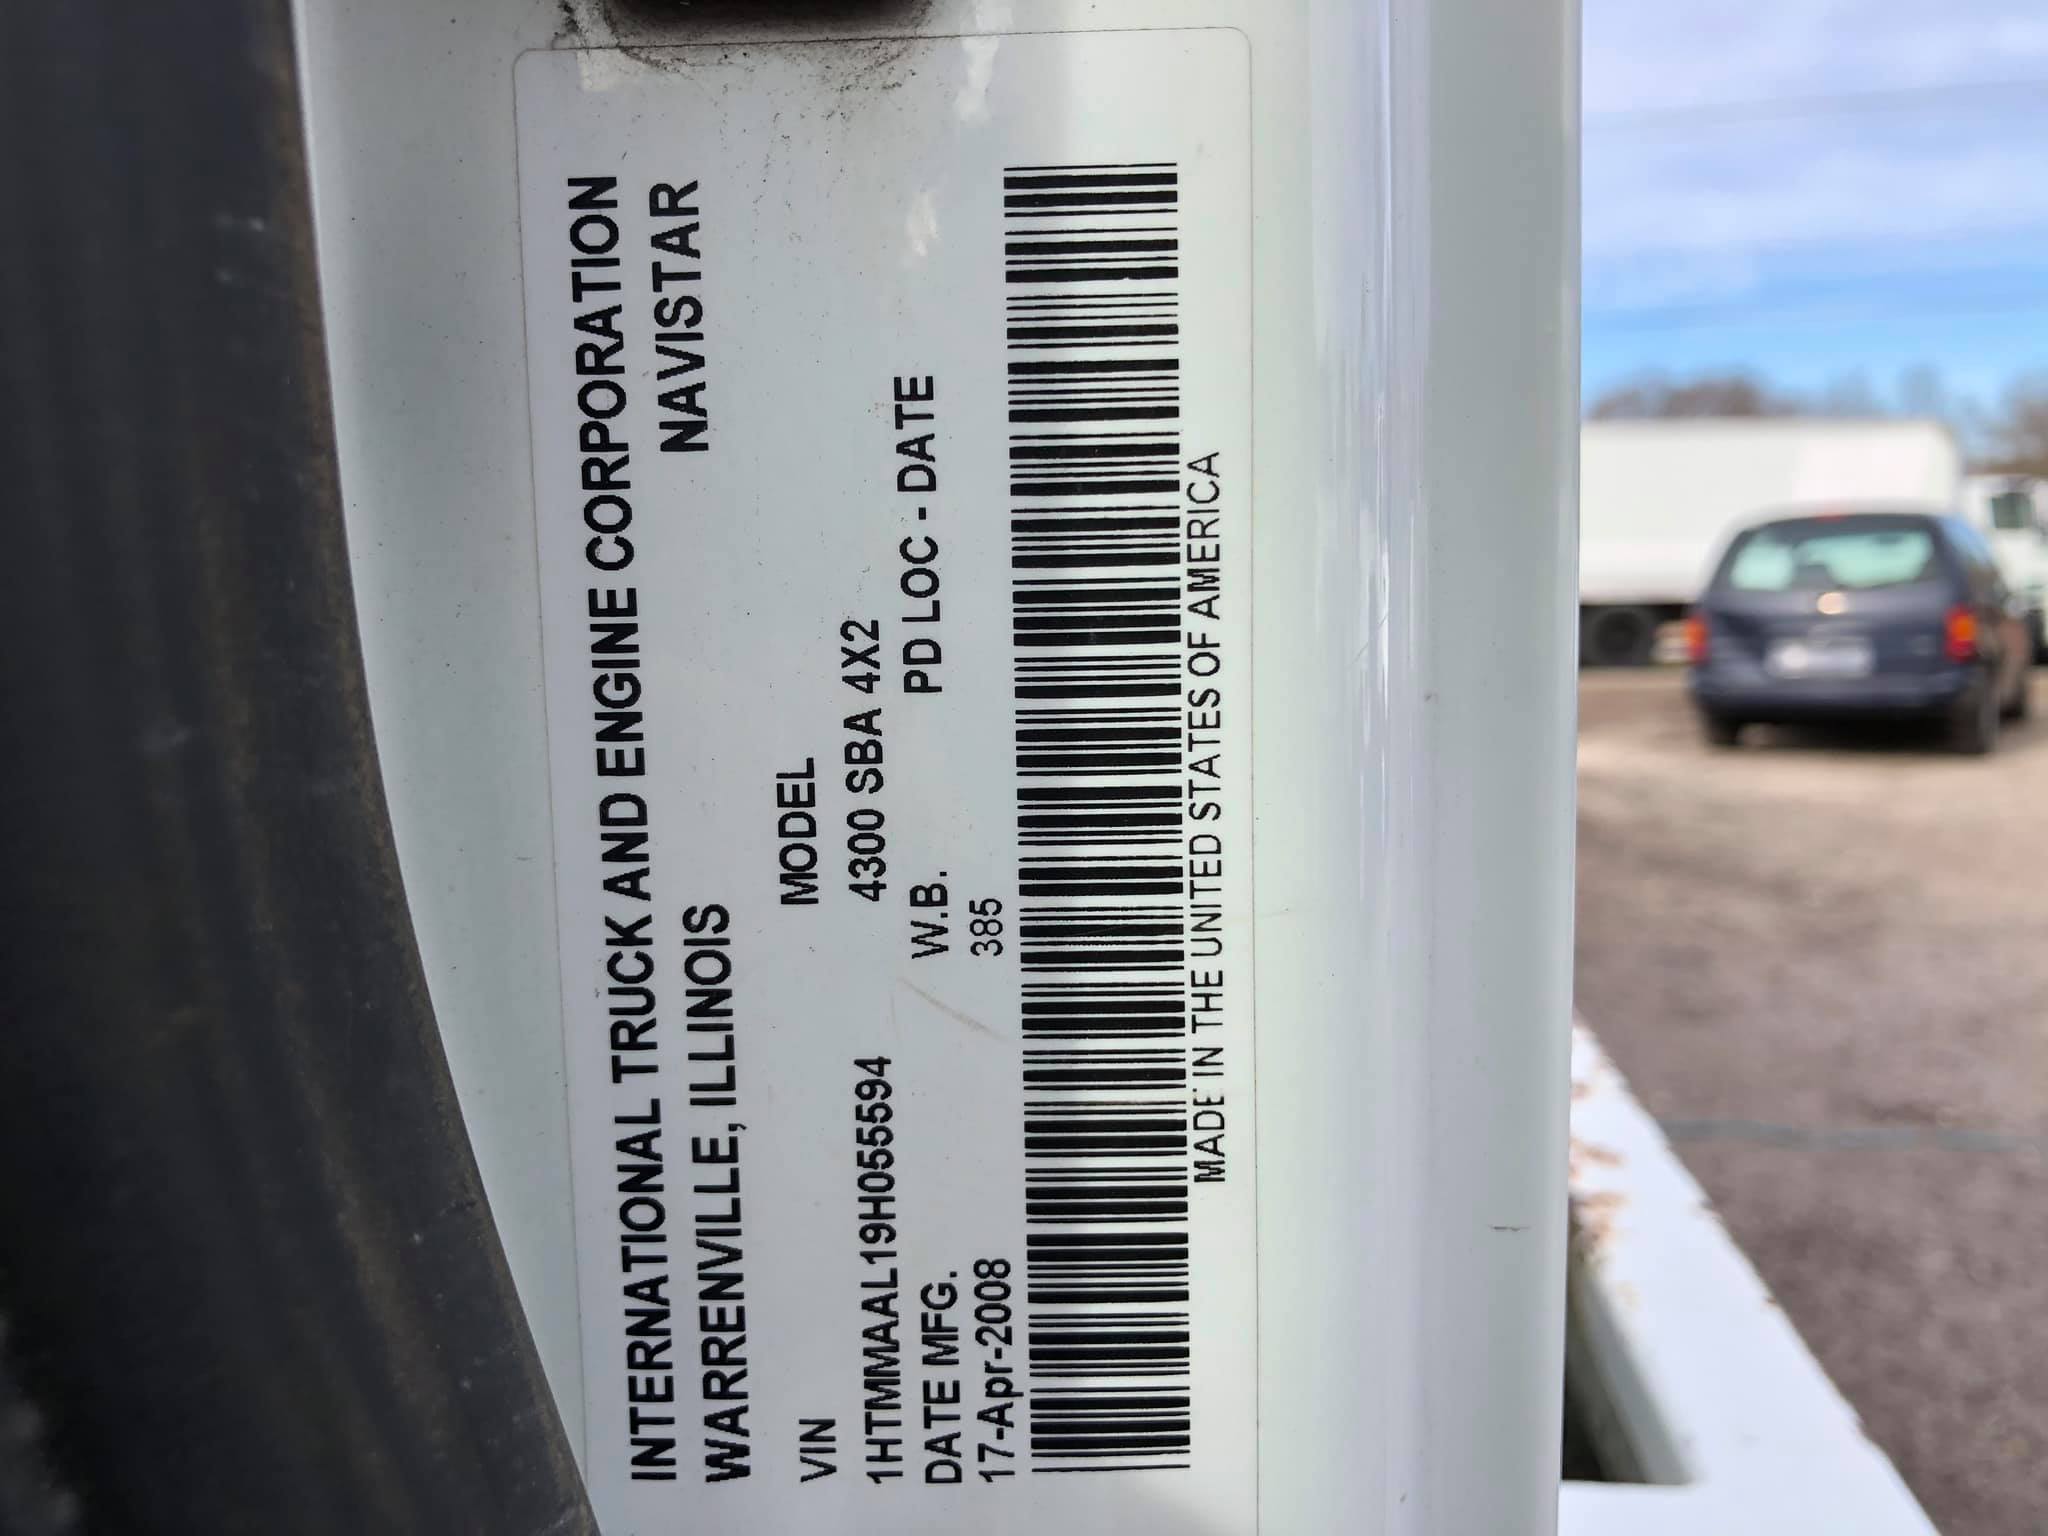 INTERNATIONAL TRUCK AND ENGINE CORPORATION
WARRENVILLE, ILLINOIS NAVISTAR
VIN MODEL
1HTMMAAL19H055594 4300 SBA 4X2
DATE MFG. W.B. PD LOC - DATE
17-Apr-2008 385
MADE IN THE UNITED STATES OF AMERICA